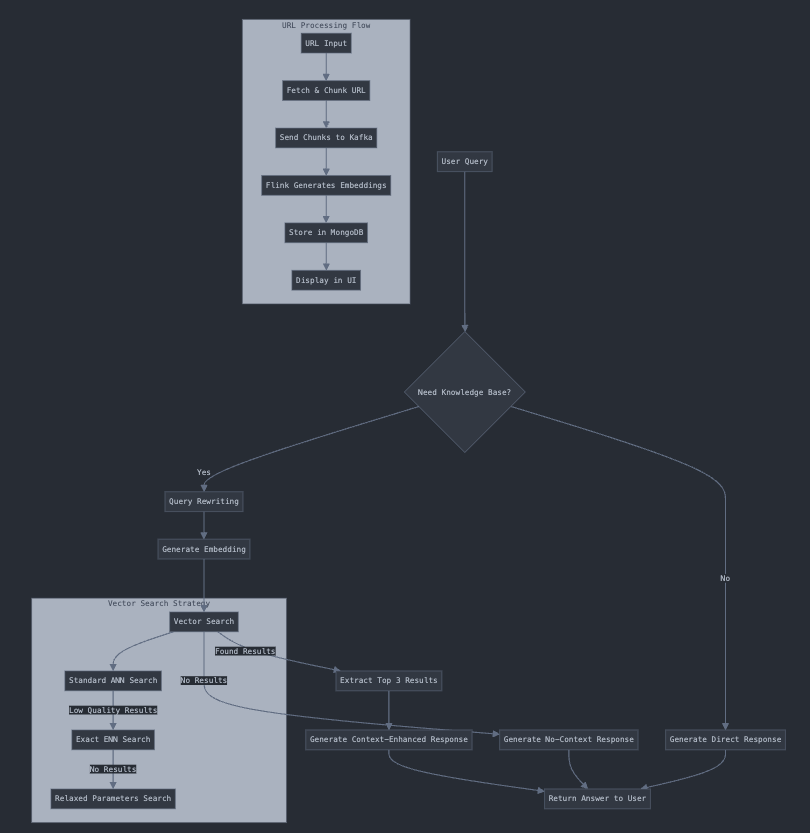 URL Processing Flow
URL Input
Fetch & Chunk URL
Send Chunks to Kafka
User Query
Flink Generates Embeddings
Store in MongoDB
Display in UI
Need Knowledge Base?
Yes
Query Rewriting
Generate Embedding
No
Vector Search Strategy
Vector Search
Found Results
Standard ANN Search
No Results
Extract Top 3 Results
Low Quality Results
Exact ENN Search
Generate Context-Enhanced Response
Generate No-Context Response
Generate Direct Response
No Results
Relaxed Parameters Search
Return Answer to User